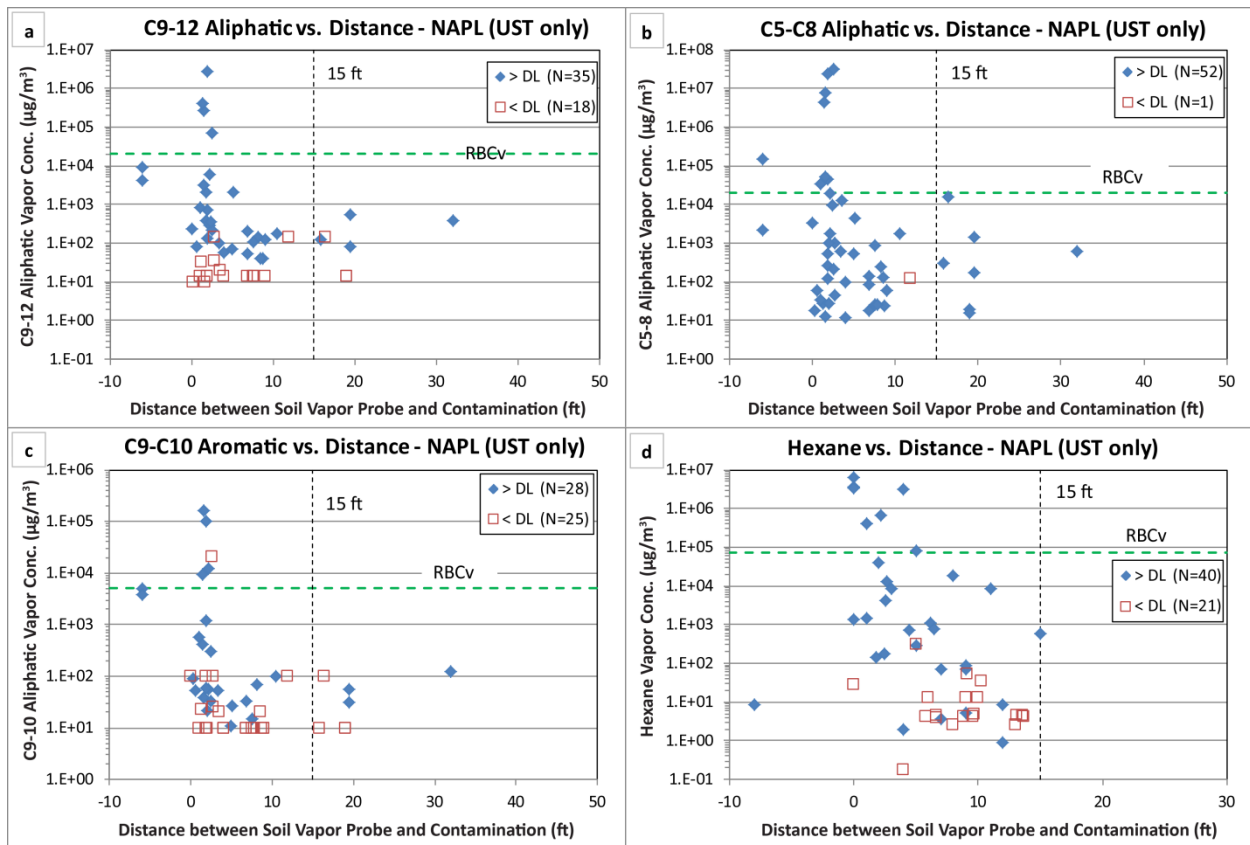 a
C9-12 Aliphatic vs. Distance - NAPL (UST only)
C9-12 Aliphatic Vapor Conc. (µg/m³)
1.E+07
1.E+06
1.E+05
1.E+04
1.E+03
1.E+02
1.E+01
1.E+00
1.E-01
15 ft
> DL (N=35)
< DL (N=18)
RBCv
-10 0 10 20 30 40 50
Distance between Soil Vapor Probe and Contamination (ft)
b
C5-C8 Aliphatic vs. Distance - NAPL (UST only)
C5-8 Aliphatic Vapor Conc. (µg/m³)
1.E+08
1.E+07
1.E+06
1.E+05
1.E+04
1.E+03
1.E+02
1.E+01
1.E+00
15 ft
> DL (N=52)
< DL (N=1)
RBCv
-10 0 10 20 30 40 50
Distance between Soil Vapor Probe and Contamination (ft)
c
C9-C10 Aromatic vs. Distance - NAPL (UST only)
C9-10 Aliphatic Vapor Conc. (µg/m³)
1.E+06
1.E+05
1.E+04
1.E+03
1.E+02
1.E+01
1.E+00
15 ft
> DL (N=28)
< DL (N=25)
RBCv
-10 0 10 20 30 40 50
Distance between Soil Vapor Probe and Contamination (ft)
d
Hexane vs. Distance - NAPL (UST only)
Hexane Vapor Conc. (µg/m³)
1.E+07
1.E+06
1.E+05
1.E+04
1.E+03
1.E+02
1.E+01
1.E+00
1.E-01
15 ft
RBCv
> DL (N=40)
< DL (N=21)
-10 0 10 20 30
Distance between Soil Vapor Probe and Contamination (ft)